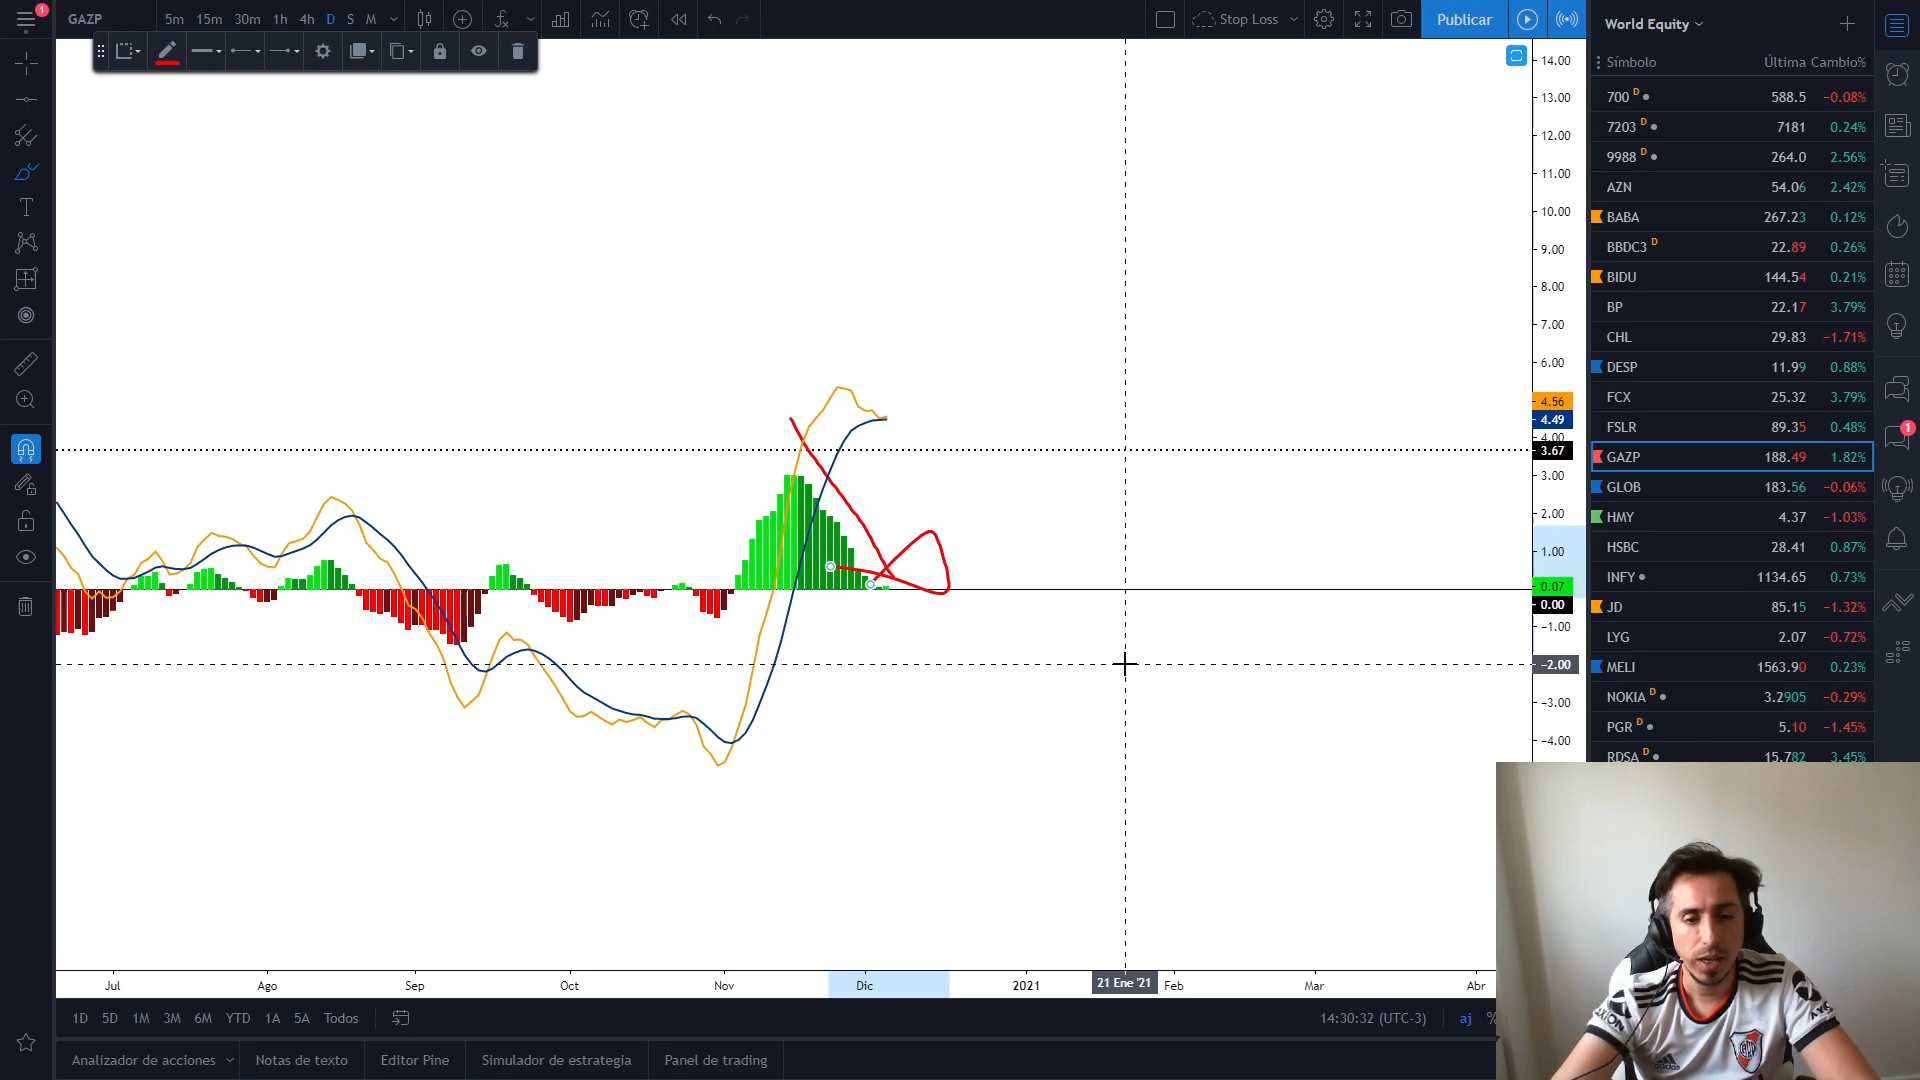 1
GAZP
5m 15m 30m 1h 4h D S M
Stop Loss
Publicar
World Equity
Símbolo Última Cambio%
700 D 588.5 −0.08%
7203 D 7181 0.24%
9988 D 264.0 2.56%
AZN 54.06 2.42%
BABA 267.23 0.12%
BBDC3 D 22.89 0.26%
BIDU 144.54 0.21%
BP 22.17 3.79%
CHL 29.83 −1.71%
DESP 11.99 0.88%
FCX 25.32 3.79%
FSLR 89.35 0.48%
1
GAZP 188.49 1.82%
GLOB 183.56 −0.06%
HMY 4.37 −1.03%
HSBC 28.41 0.87%
INFY 1134.65 0.73%
JD 85.15 −1.32%
LYG 2.07 −0.72%
MELI 1563.90 0.23%
NOKIA D 3.2905 −0.29%
PGR D 5.10 −1.45%
RDSA D 15.782 3.45%
14.00
13.00
12.00
11.00
10.00
9.00
8.00
7.00
6.00
4.56
4.49
4.00
3.67
3.00
2.00
1.00
0.07
0.00
−1.00
−2.00
−3.00
−4.00
Jul Ago Sep Oct Nov Dic 2021 21 Ene '21 Feb Mar Abr
1D 5D 1M 3M 6M YTD 1A 5A Todos
14:30:32 (UTC-3) aj %
Analizador de acciones Notas de texto Editor Pine Simulador de estrategia Panel de trading
AXION
adidas